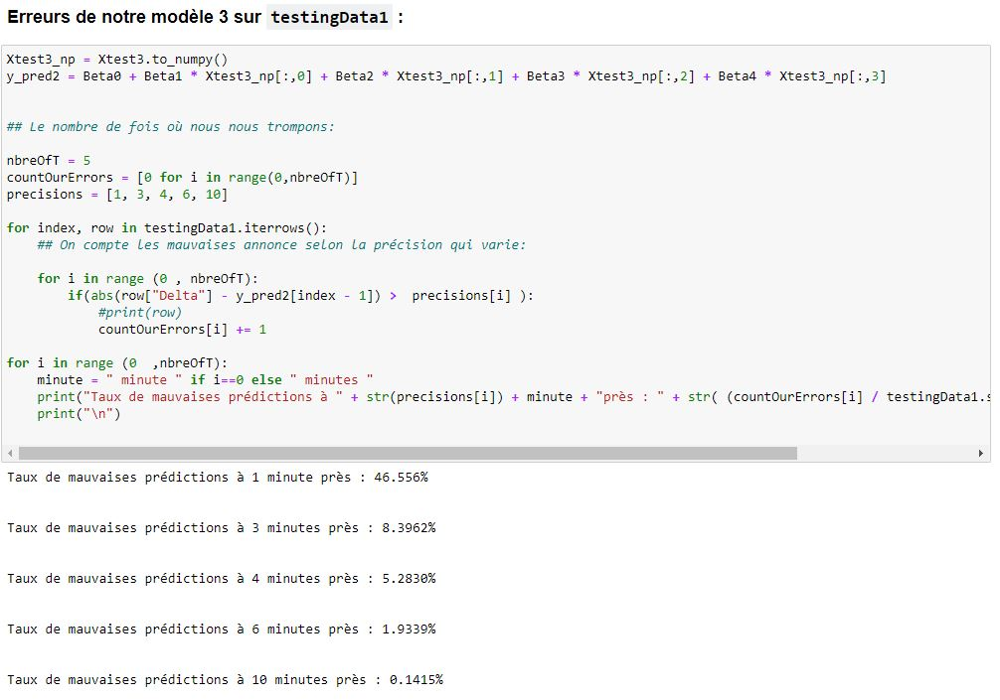 Erreurs de notre modèle 3 sur testingData1 :
Xtest3_np = Xtest3.to_numpy()
y_pred2 = Beta0 + Beta1 * Xtest3_np[:,0] + Beta2 * Xtest3_np[:,1] + Beta3 * Xtest3_np[:,2] + Beta4 * Xtest3_np[:,3]
## Le nombre de fois où nous nous trompons:
nbreOfT = 5
countOurErrors = [0 for i in range(0,nbreOfT)]
precisions = [1, 3, 4, 6, 10]
for index, row in testingData1.iterrows():
## On compte les mauvaises annonce selon la précision qui varie:
for i in range (0 , nbreOfT):
if(abs(row["Delta"] - y_pred2[index - 1]) >  precisions[i] ):
#print(row)
countOurErrors[i] += 1
for i in range (0  ,nbreOfT):
minute = " minute " if i==0 else " minutes "
print("Taux de mauvaises prédictions à " + str(precisions[i]) + minute + "près : " + str( (countOurErrors[i] / testingData1.s
print("\n")
Taux de mauvaises prédictions à 1 minute près : 46.556%
Taux de mauvaises prédictions à 3 minutes près : 8.3962%
Taux de mauvaises prédictions à 4 minutes près : 5.2830%
Taux de mauvaises prédictions à 6 minutes près : 1.9339%
Taux de mauvaises prédictions à 10 minutes près : 0.1415%